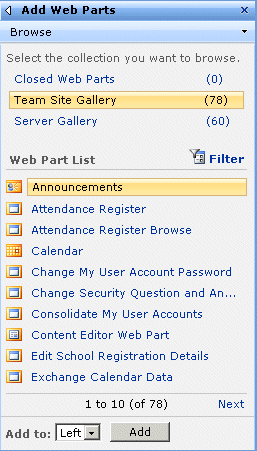 Add Web Parts
Browse
Select the collection you want to browse.
Closed Web Parts (0)
Team Site Gallery (78)
Server Gallery (60)
Web Part List Filter
Announcements
Attendance Register
Attendance Register Browse
Calendar
Change My User Account Password
Change Security Question and An...
Consolidate My User Accounts
Content Editor Web Part
Edit School Registration Details
Exchange Calendar Data
1 to 10 (of 78) Next
Add to: Left Add